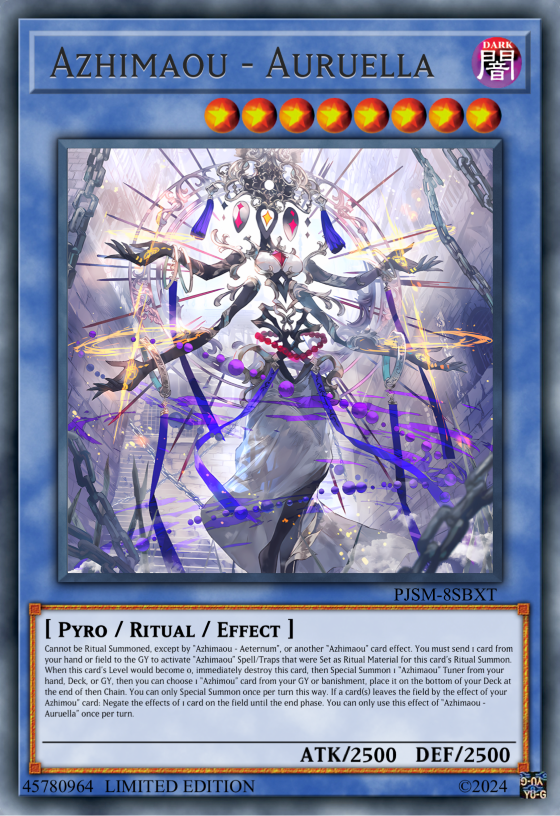 Azhimaou - Auruella
DARK
闇
PJSM-8SBXT
[ Pyro / Ritual / Effect ]
Cannot be Ritual Summoned, except by "Azhimaou - Aeternum", or another "Azhimaou" card effect. You must send 1 card from
your hand or field to the GY to activate "Azhimaou" Spell/Traps that were Set as Ritual Material for this card's Ritual Summon.
When this card's Level would become 0, immediately destroy this card, then Special Summon 1 "Azhimaou" Tuner from your
hand, Deck, or GY, then you can choose 1 "Azhimou" card from your GY or banishment, place it on the bottom of your Deck at
the end of then Chain. You can only Special Summon once per turn this way. If a card(s) leaves the field by the effect of your
Azhimou" card: Negate the effects of 1 card on the field until the end phase. You can only use this effect of "Azhimaou -
Auruella" once per turn.
ATK/2500 DEF/2500
45780964 LIMITED EDITION ©2024
YU-G